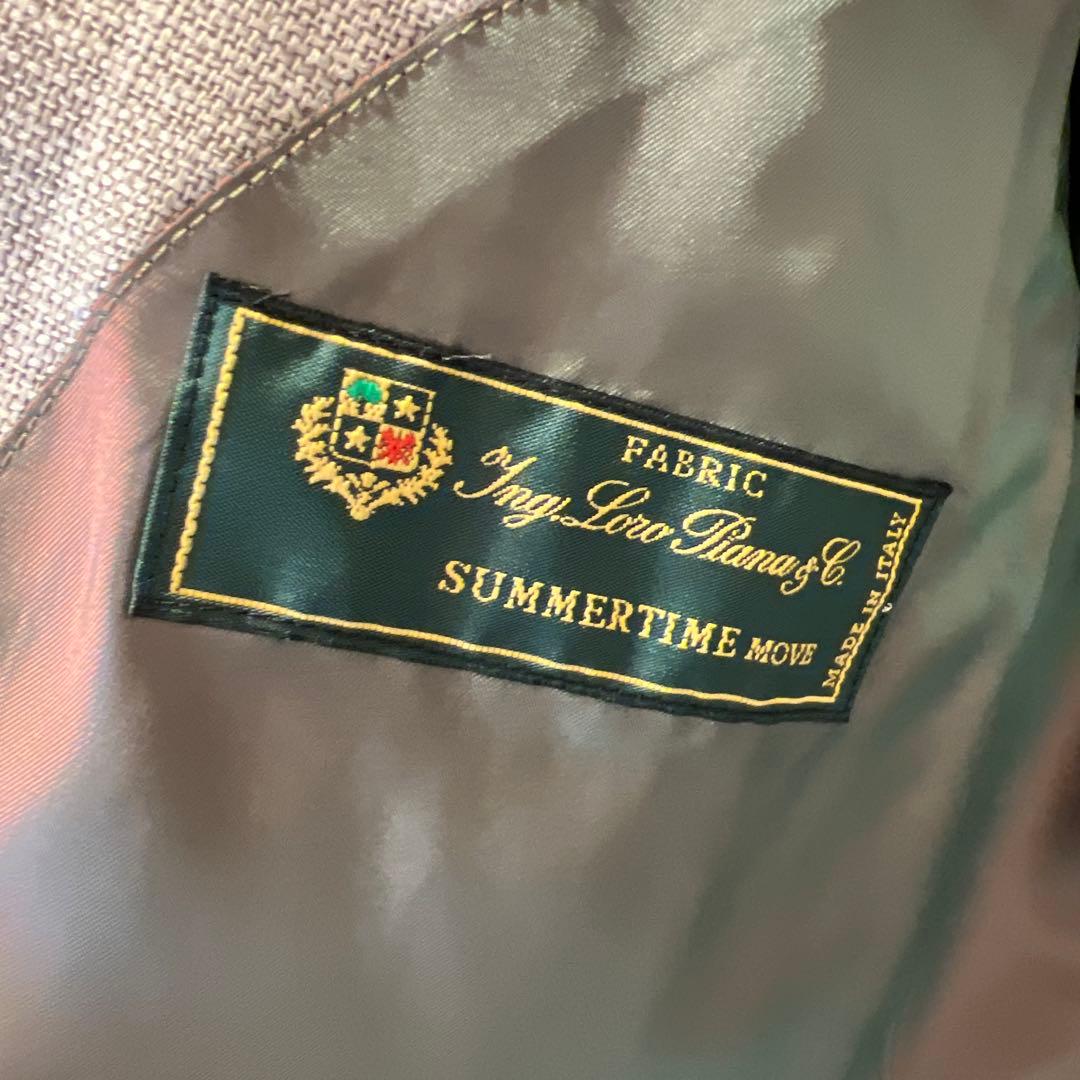 FABRIC
Ing. Loro Piana & C.
SUMMERTIME MOVE
MADE IN ITALY